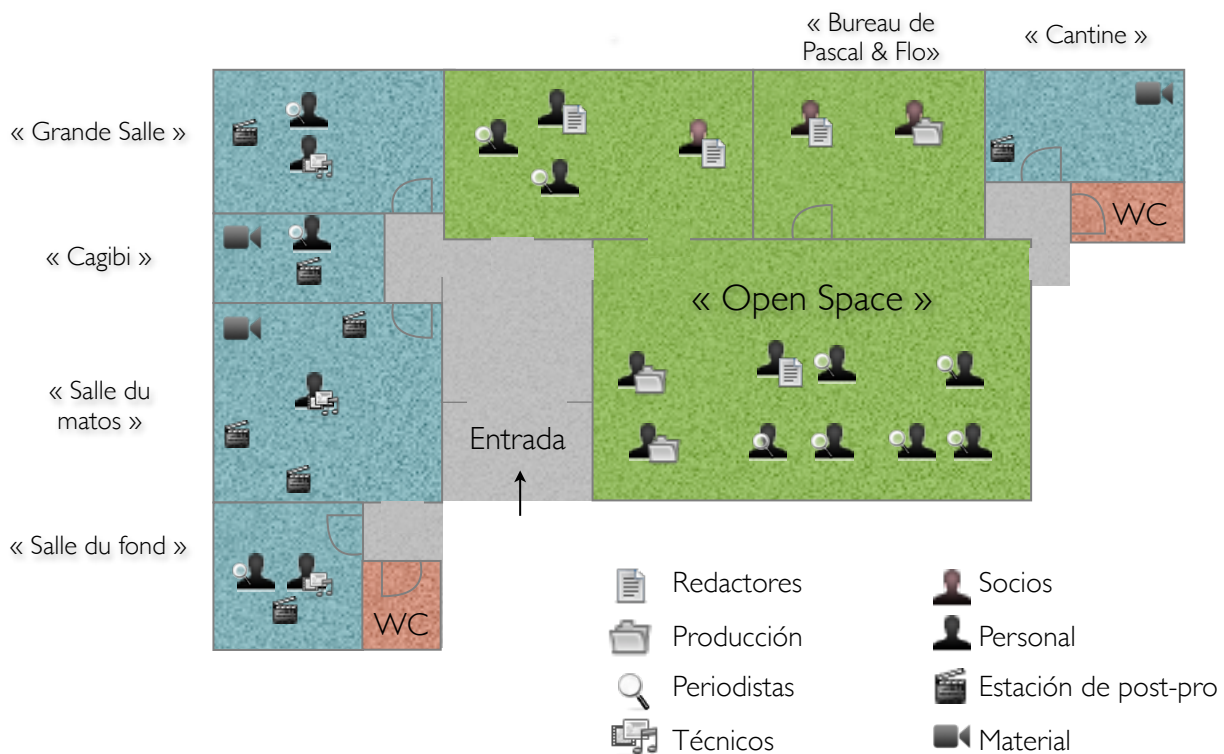 « Bureau de
Pascal & Flo»
« Cantine »
« Grande Salle »
WC
« Cagibi »
« Open Space »
« Salle du
matos »
Entrada
« Salle du fond »
WC
Redactores
Socios
Producción
Personal
Periodistas
Estación de post-pro
Técnicos
Material